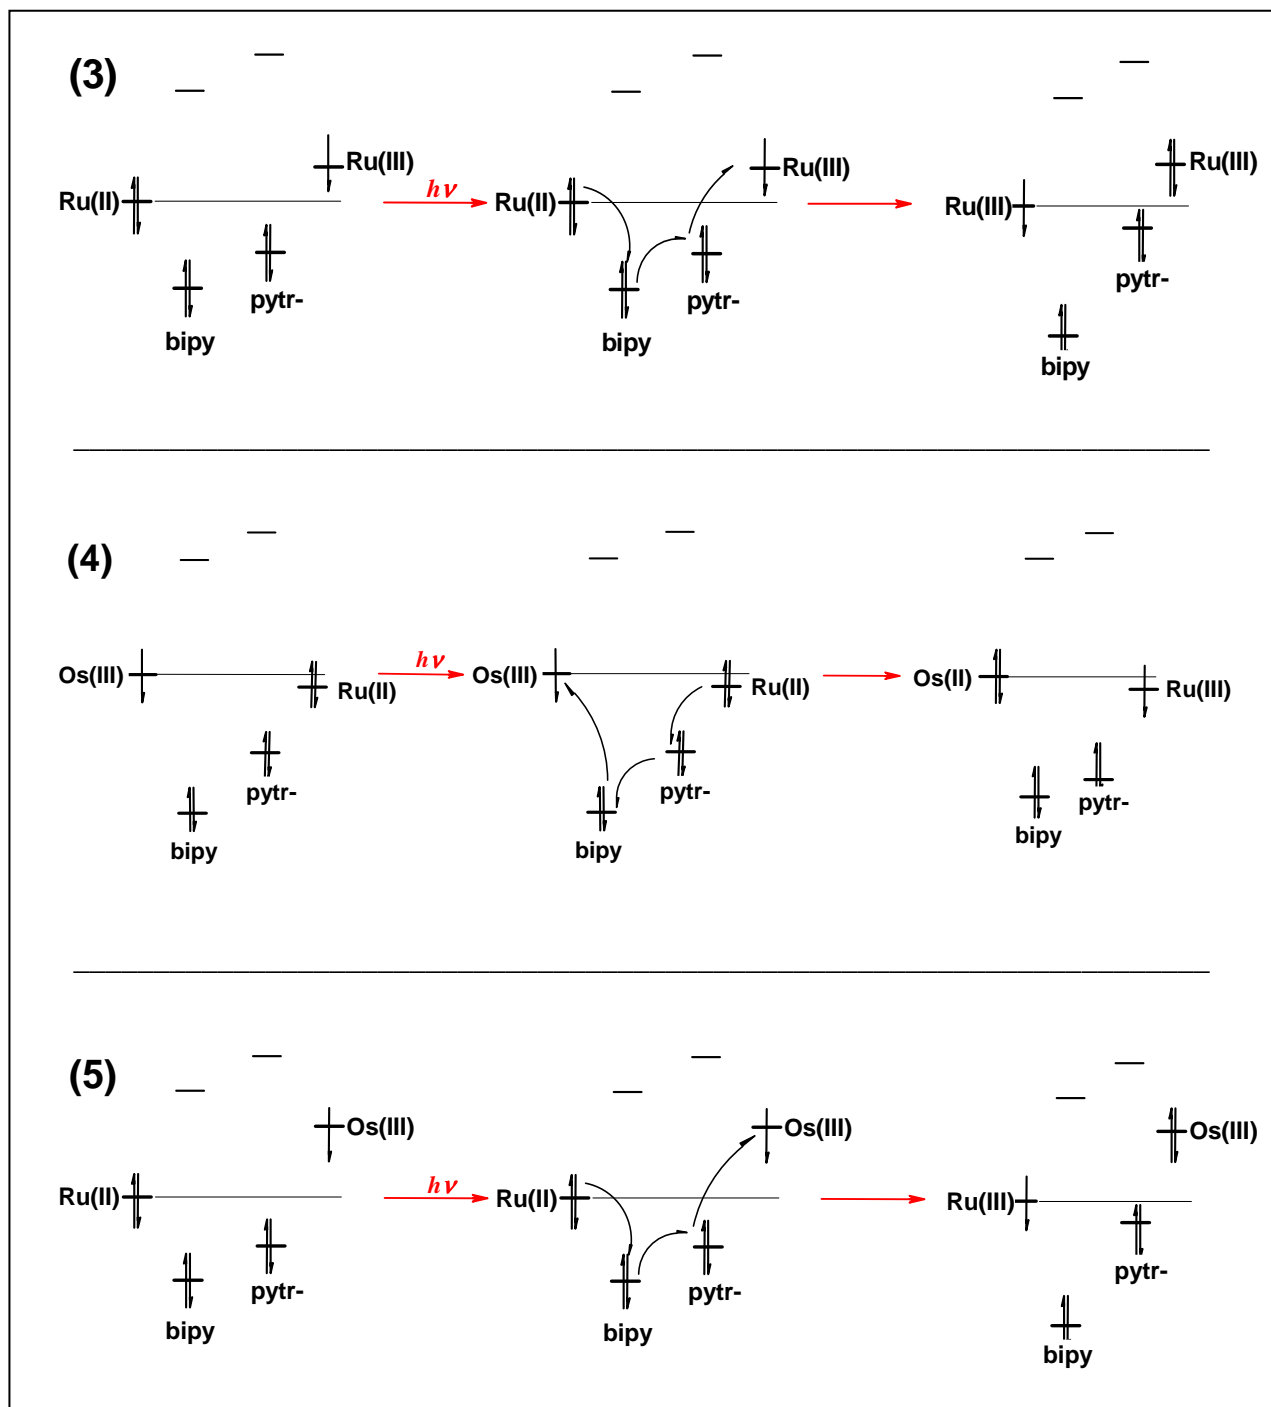 (3)
Ru(II)
bipy
pytr-
Ru(III)
hν
Ru(II)
bipy
pytr-
Ru(III)
Ru(III)
bipy
pytr-
Ru(III)
(4)
Os(III)
bipy
pytr-
Ru(II)
hν
Os(III)
bipy
pytr-
Ru(II)
Os(II)
bipy
pytr-
Ru(III)
(5)
Ru(II)
bipy
pytr-
Os(III)
hν
Ru(II)
bipy
pytr-
Os(III)
Ru(III)
bipy
pytr-
Os(III)